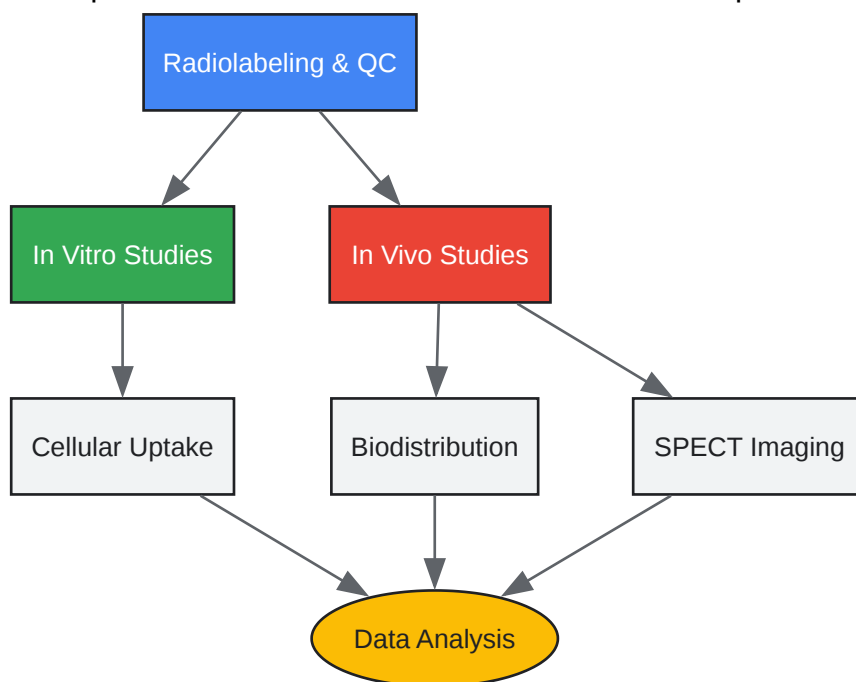 Radiolabeling & QC
In Vitro Studies
In Vivo Studies
Cellular Uptake
Biodistribution
SPECT Imaging
Data Analysis